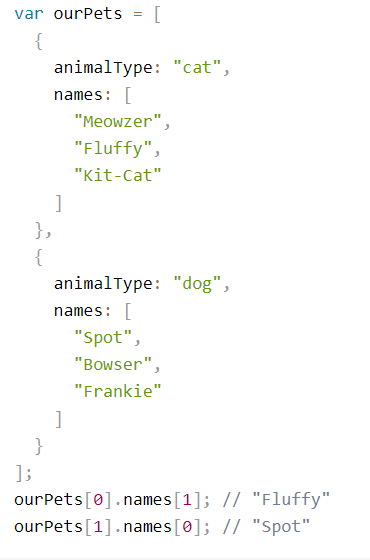 var ourPets = [
  {
    animalType: "cat",
    names: [
      "Meowzer",
      "Fluffy",
      "Kit-Cat"
    ]
  },
  {
    animalType: "dog",
    names: [
      "Spot",
      "Bowser",
      "Frankie"
    ]
  }
];
ourPets[0].names[1]; // "Fluffy"
ourPets[1].names[0]; // "Spot"